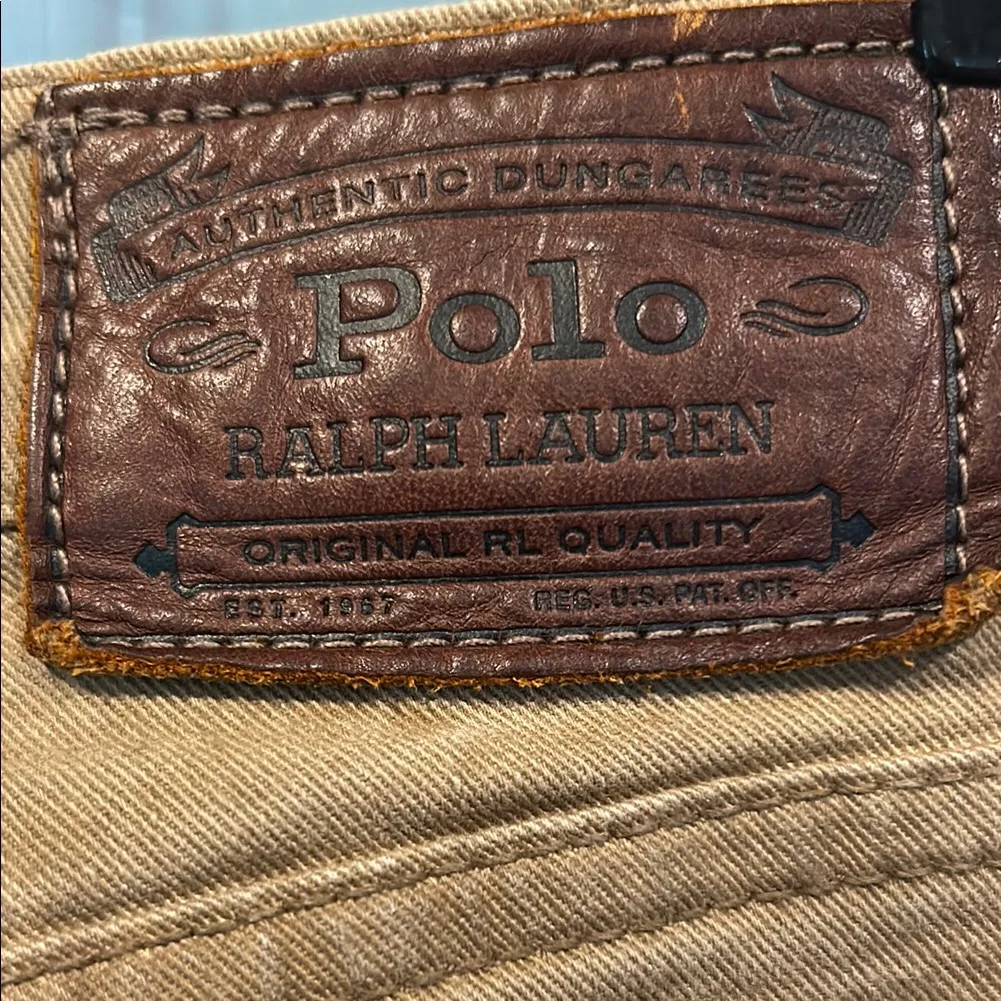 AUTHENTIC DUNGAREES
Polo
RALPH LAUREN
ORIGINAL RL QUALITY
EST. 1967 REG. U.S. PAT. OFF.